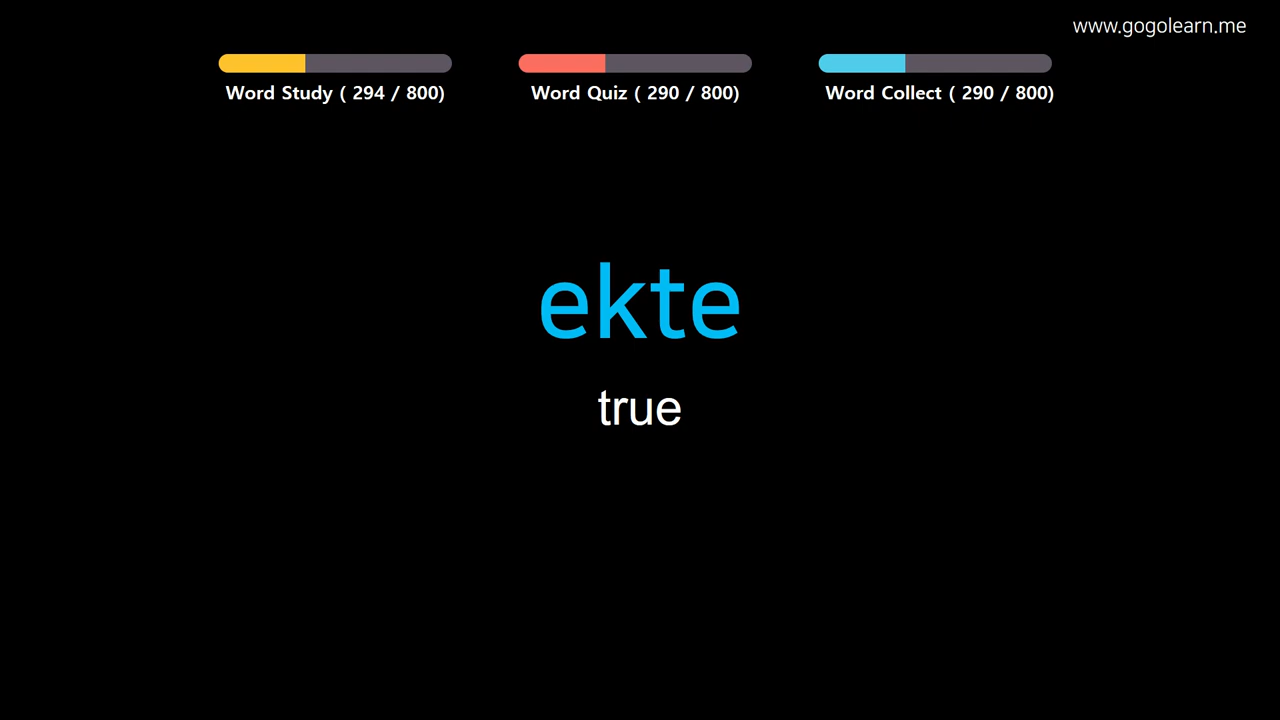 www.gogolearn.me
Word Study ( 294 / 800)
Word Quiz ( 290 / 800)
Word Collect ( 290 / 800)
ekte
true